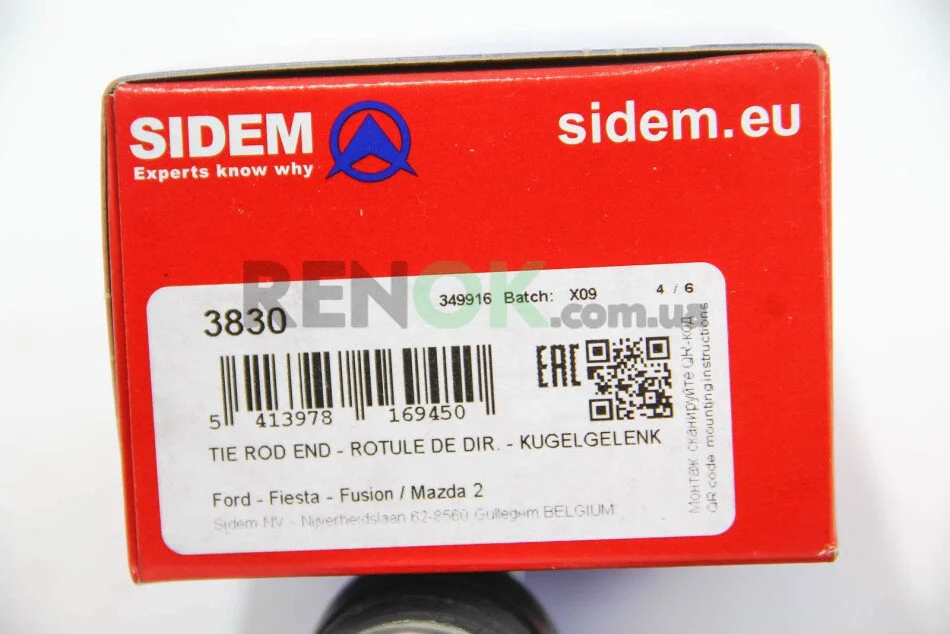 SIDEM
Experts know why
sidem.eu
RENOK.com.ua
349916 Batch: X09 4 / 6
3830
EAC
5 413978 169450
TIE ROD END - ROTULE DE DIR. - KUGELGELENK
Ford - Fiesta - Fusion / Mazda 2
Sidem NV - Nijverheidslaan 62-8560 Gullegem BELGIUM
Монтаж сканируйте QR-код
QR code mounting instructions